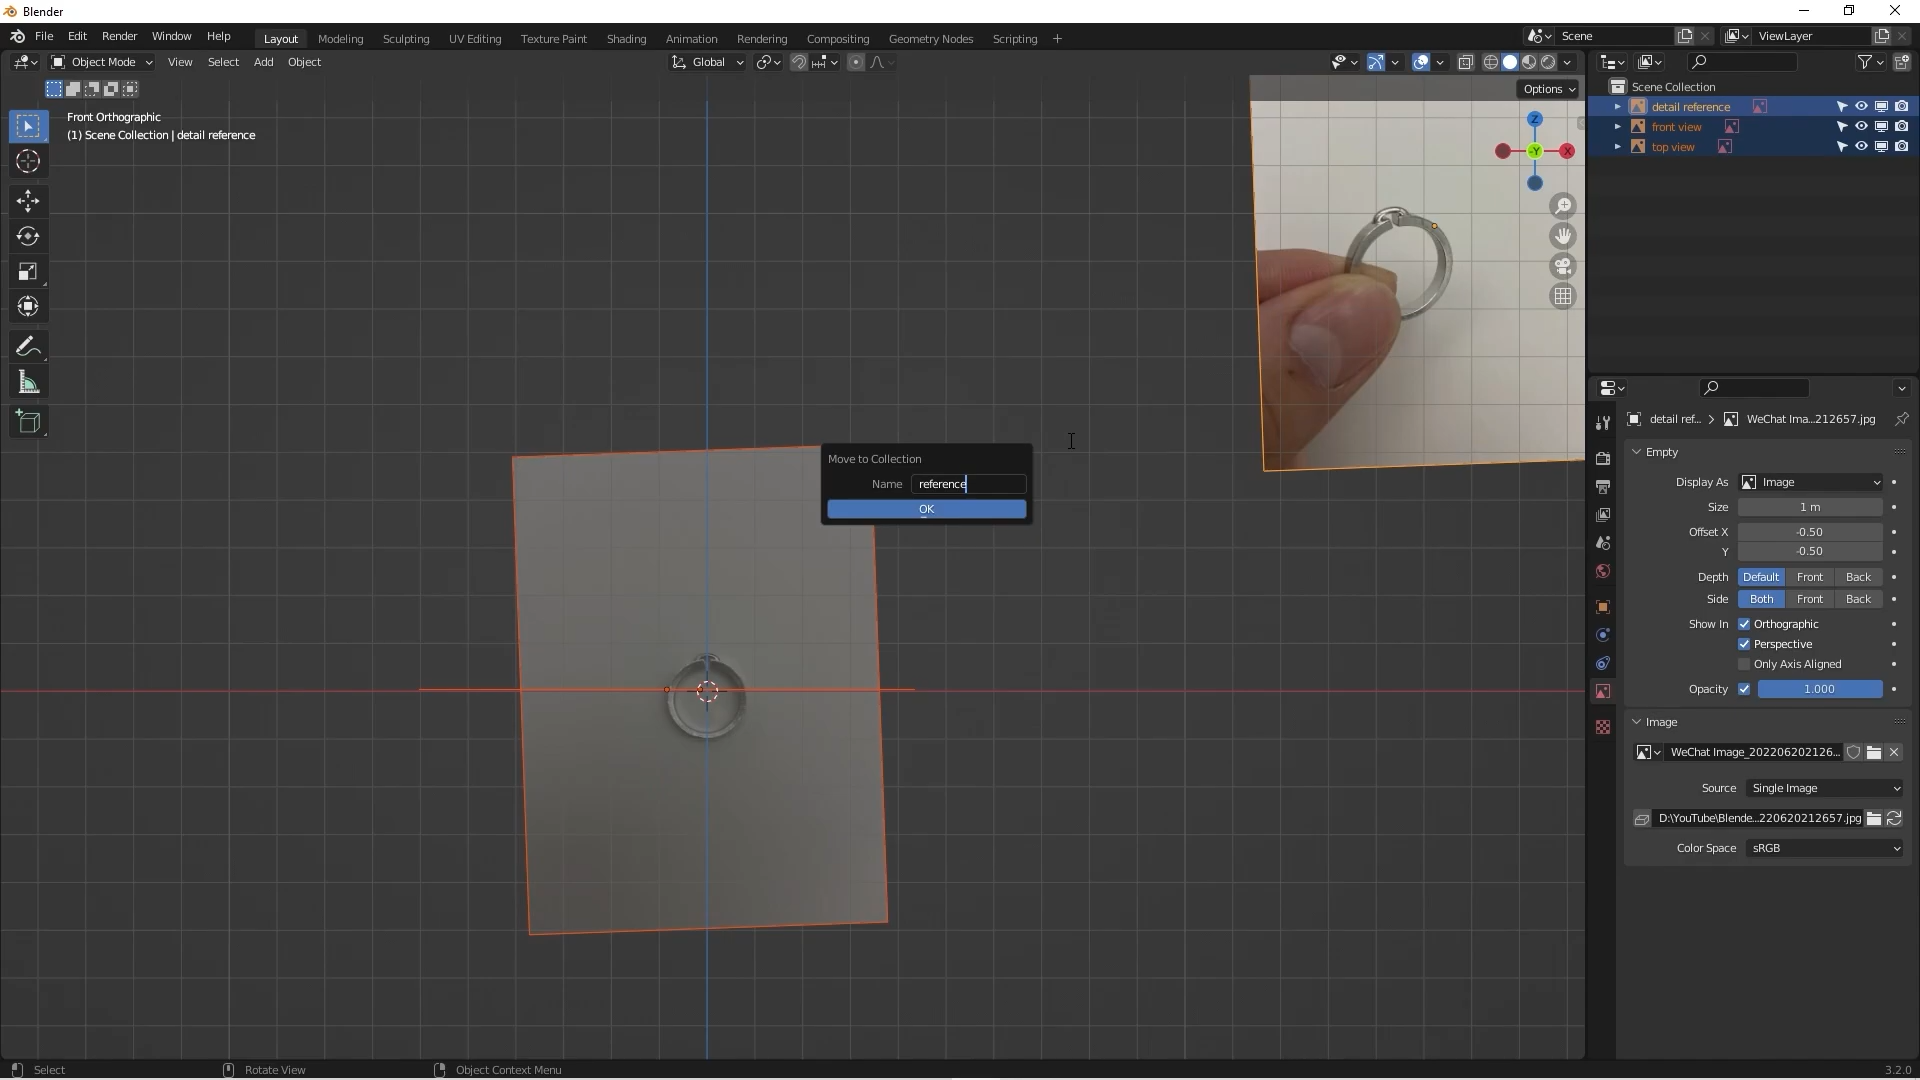 Blender
File Edit Render Window Help
Layout Modeling Sculpting UV Editing Texture Paint Shading Animation Rendering Compositing Geometry Nodes Scripting +
Scene
ViewLayer
Object Mode View Select Add Object
Global
Options
Front Orthographic
(1) Scene Collection | detail reference
Z
-Y
X
Scene Collection
detail reference
front view
top view
Move to Collection
Name reference
OK
detail ref... > WeChat Ima...212657.jpg
Empty
Display As Image
Size 1 m
Offset X -0.50
Y -0.50
Depth Default Front Back
Side Both Front Back
Show In Orthographic
Perspective
Only Axis Aligned
Opacity 1.000
Image
WeChat Image_202206202126...
Source Single Image
D:\YouTube\Blende...220620212657.jpg
Color Space sRGB
Select Rotate View Object Context Menu
3.2.0